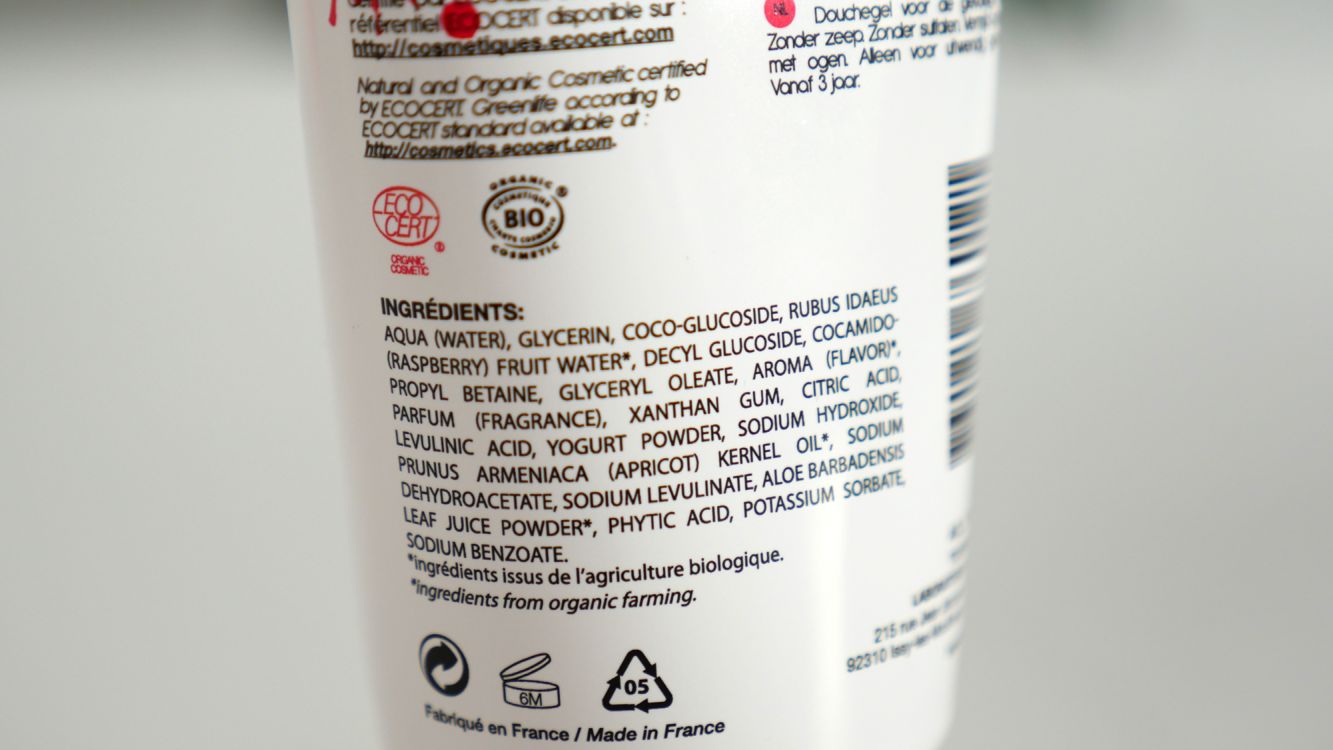 référentiel ECOCERT disponible sur :
http://cosmetiques.ecocert.com
Natural and Organic Cosmetic certified
by ECOCERT Greenlife according to
ECOCERT standard available at :
http://cosmetics.ecocert.com.
NL
Douchegel voor de
Zonder zeep. Zonder sulfaten.
met ogen. Alleen voor
Vanaf 3 jaar.
ECO
CERT
®
ORGANIC
COSMETIC
ORGANIC ®
COSMETIQUE
BIO
COSMETIC
INGRÉDIENTS:
AQUA (WATER), GLYCERIN, COCO-GLUCOSIDE, RUBUS IDAEUS
(RASPBERRY) FRUIT WATER*, DECYL GLUCOSIDE, COCAMIDO-
PROPYL BETAINE, GLYCERYL OLEATE, AROMA (FLAVOR)*,
PARFUM (FRAGRANCE), XANTHAN GUM, CITRIC ACID,
LEVULINIC ACID, YOGURT POWDER, SODIUM HYDROXIDE,
PRUNUS ARMENIACA (APRICOT) KERNEL OIL*, SODIUM
DEHYDROACETATE, SODIUM LEVULINATE, ALOE BARBADENSIS
LEAF JUICE POWDER*, PHYTIC ACID, POTASSIUM SORBATE,
SODIUM BENZOATE.
*ingrédients issus de l'agriculture biologique.
*ingredients from organic farming.
6M
05
Fabriqué en France / Made in France
215 rue
92310